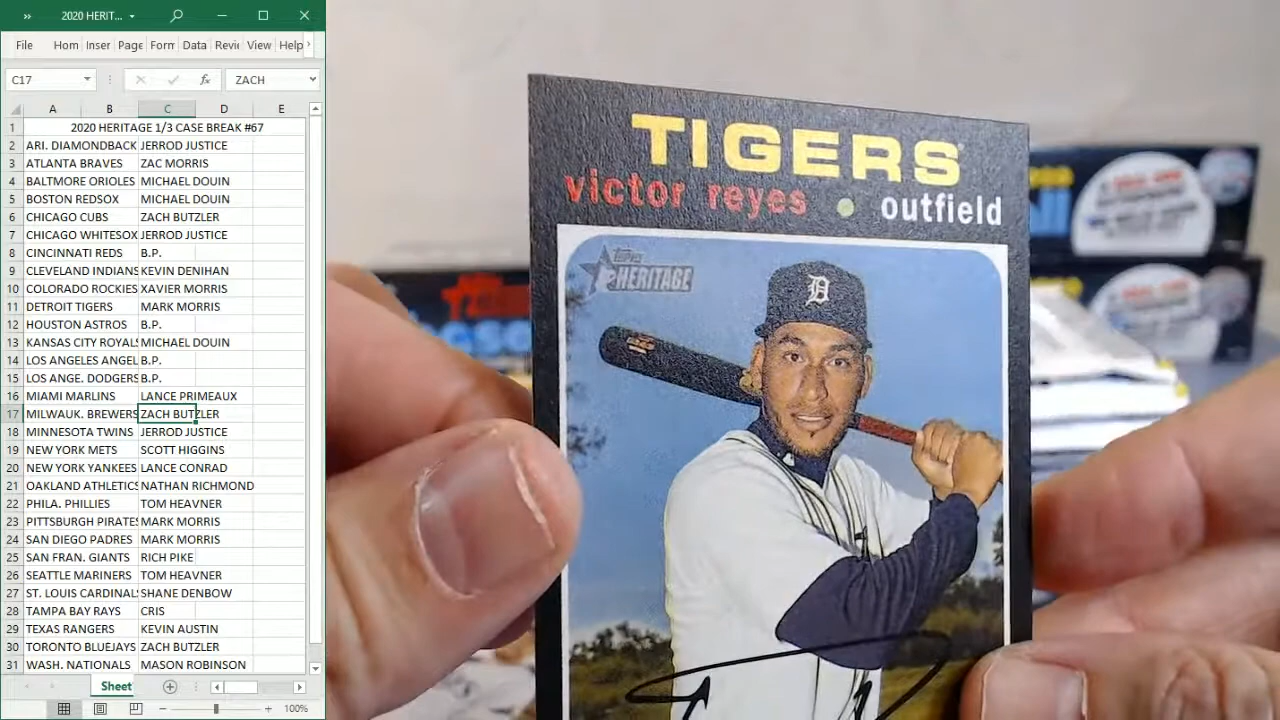 2020 HERIT...
File Hom Inser Page Form Data Revie View Help
C17 fx ZACH
A B C D E
1 2020 HERITAGE 1/3 CASE BREAK #67
2 ARI. DIAMONDBACK JERROD JUSTICE
3 ATLANTA BRAVES ZAC MORRIS
4 BALTMORE ORIOLES MICHAEL DOUIN
5 BOSTON REDSOX MICHAEL DOUIN
6 CHICAGO CUBS ZACH BUTZLER
7 CHICAGO WHITESOX JERROD JUSTICE
8 CINCINNATI REDS B.P.
9 CLEVELAND INDIANS KEVIN DENIHAN
10 COLORADO ROCKIES XAVIER MORRIS
11 DETROIT TIGERS MARK MORRIS
12 HOUSTON ASTROS B.P.
13 KANSAS CITY ROYALS MICHAEL DOUIN
14 LOS ANGELES ANGEL B.P.
15 LOS ANGE. DODGERS B.P.
16 MIAMI MARLINS LANCE PRIMEAUX
17 MILWAUK. BREWERS ZACH BUTZLER
18 MINNESOTA TWINS JERROD JUSTICE
19 NEW YORK METS SCOTT HIGGINS
20 NEW YORK YANKEES LANCE CONRAD
21 OAKLAND ATHLETICS NATHAN RICHMOND
22 PHILA. PHILLIES TOM HEAVNER
23 PITTSBURGH PIRATES MARK MORRIS
24 SAN DIEGO PADRES MARK MORRIS
25 SAN FRAN. GIANTS RICH PIKE
26 SEATTLE MARINERS TOM HEAVNER
27 ST. LOUIS CARDINALS SHANE DENBOW
28 TAMPA BAY RAYS CRIS
29 TEXAS RANGERS KEVIN AUSTIN
30 TORONTO BLUEJAYS ZACH BUTZLER
31 WASH. NATIONALS MASON ROBINSON
Sheet
100%
TIGERS
victor reyes • outfield
TOPPS
HERITAGE
D